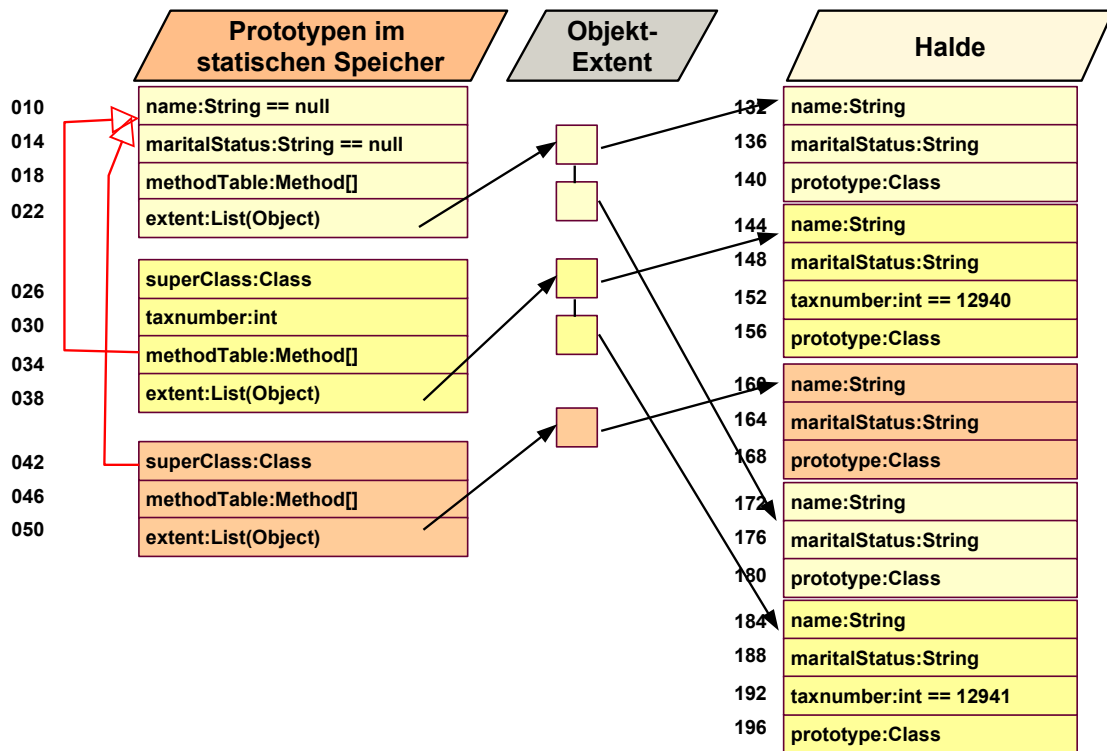 Prototypen im
statischen Speicher
Objekt-
Extent
Halde
010
name:String == null
014
maritalStatus:String == null
018
methodTable:Method[]
022
extent:List(Object)
026
superClass:Class
030
taxnumber:int
034
methodTable:Method[]
038
extent:List(Object)
042
superClass:Class
046
methodTable:Method[]
050
extent:List(Object)
132
name:String
136
maritalStatus:String
140
prototype:Class
144
name:String
148
maritalStatus:String
152
taxnumber:int == 12940
156
prototype:Class
160
name:String
164
maritalStatus:String
168
prototype:Class
172
name:String
176
maritalStatus:String
180
prototype:Class
184
name:String
188
maritalStatus:String
192
taxnumber:int == 12941
196
prototype:Class